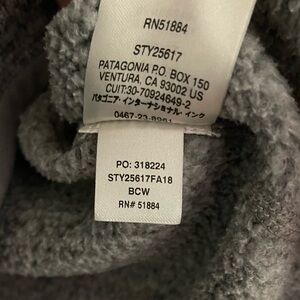 RN51884
STY25617
PATAGONIA P.O. BOX 150
VENTURA, CA 93002 US
CUIT:30-70924649-2
パタゴニア・インターナショナル・インク
PO: 318224
STY25617FA18
BCW
RN# 51884